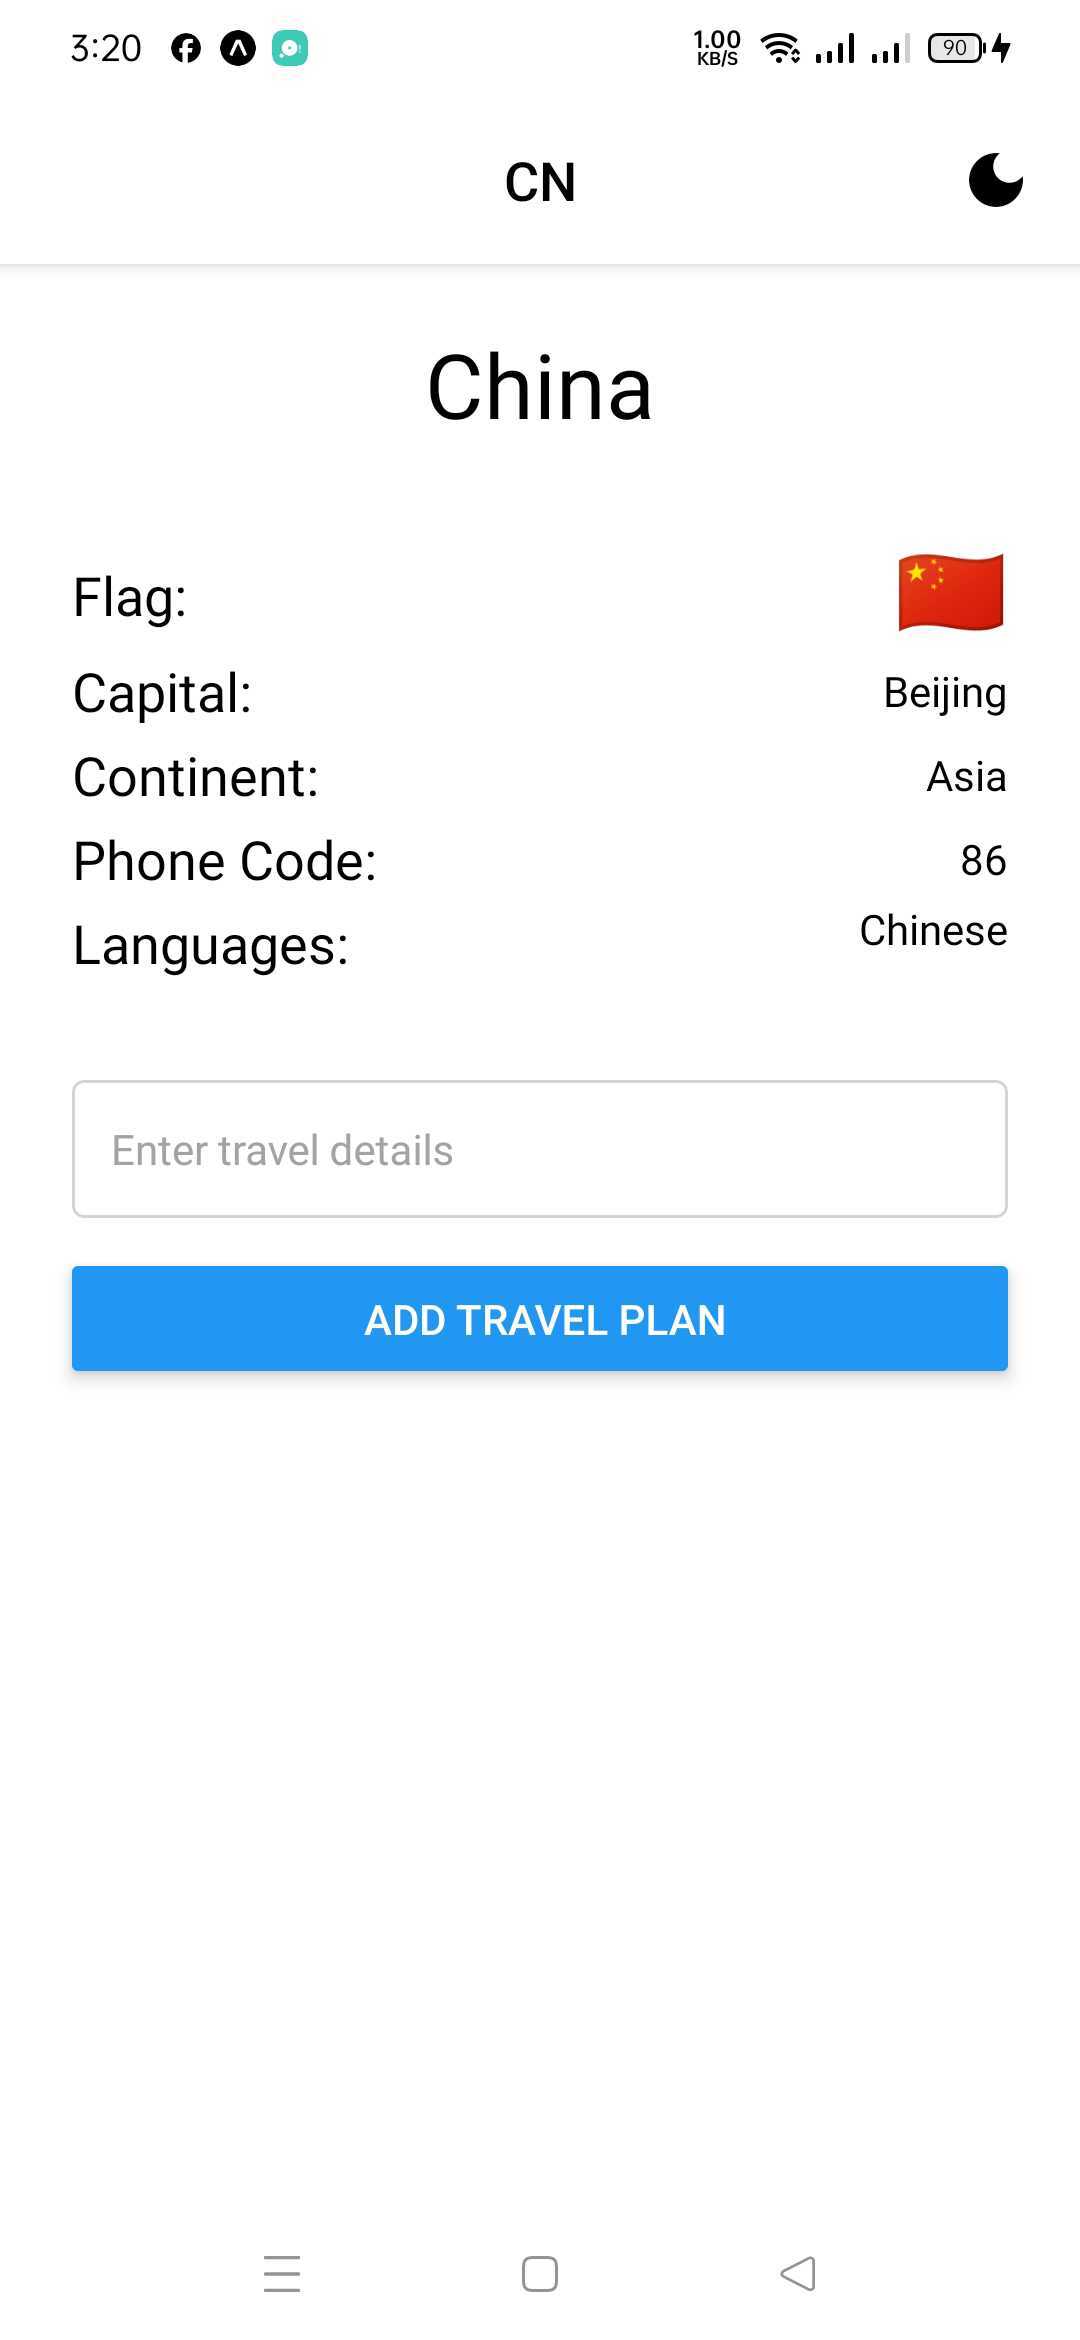 3:20 1.00 KB/S 90
CN
China
Flag:
Capital: Beijing
Continent: Asia
Phone Code: 86
Languages: Chinese
Enter travel details
ADD TRAVEL PLAN